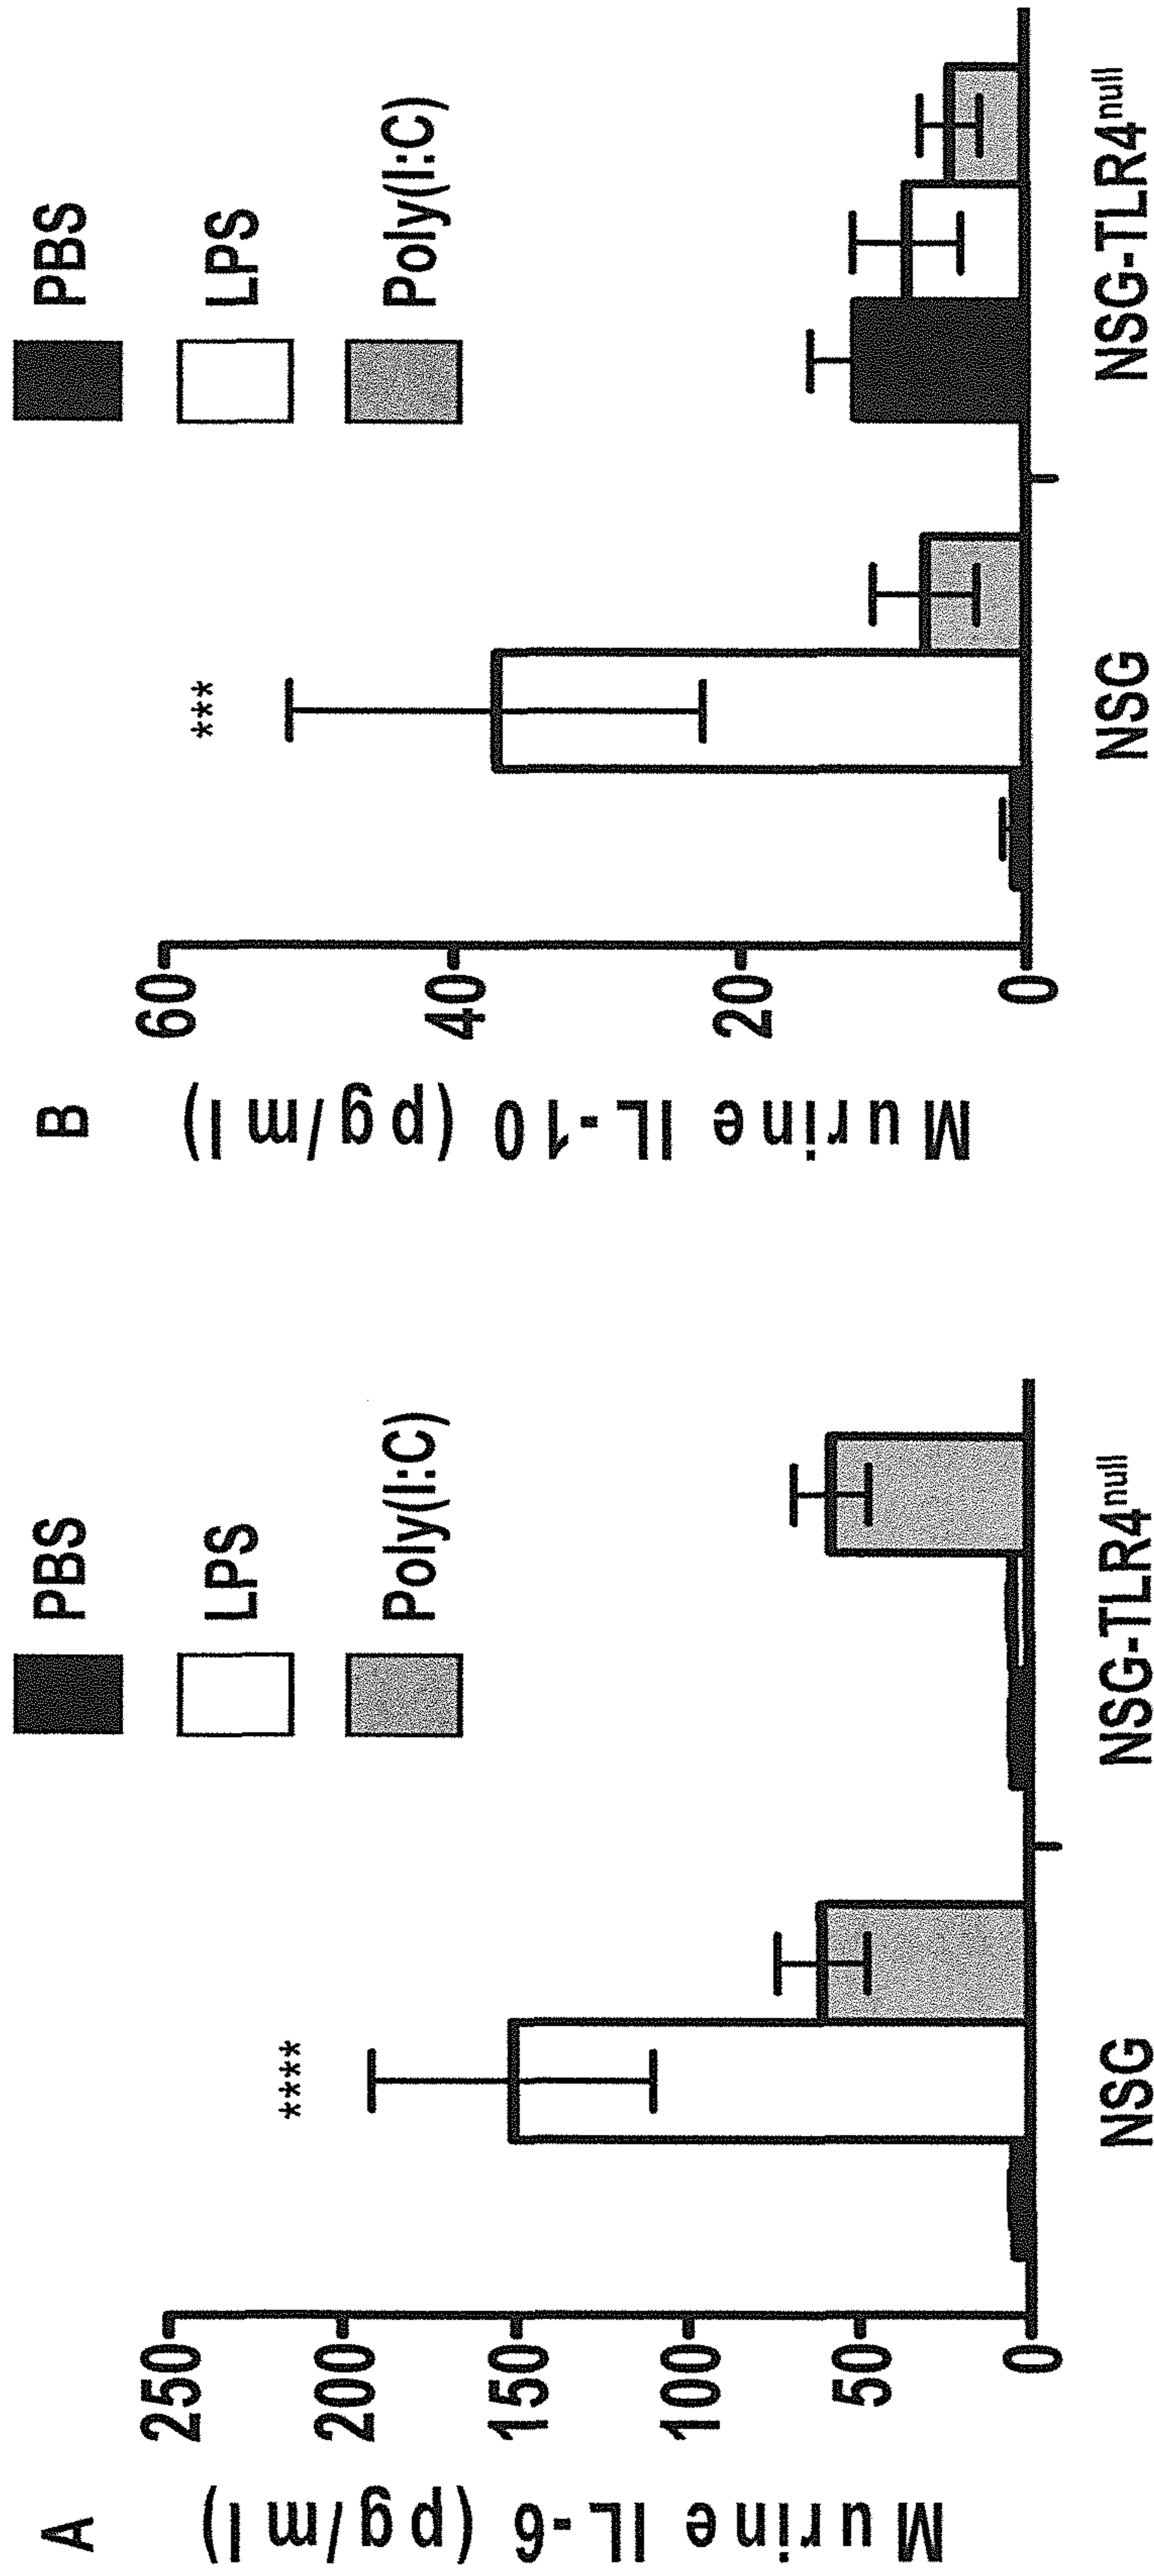 A
Murine IL-6 (pg/ml)
250
200
150
100
50
0
PBS
LPS
Poly(I:C)
****
NSG
NSG-TLR4null
B
Murine IL-10 (pg/ml)
60
40
20
0
PBS
LPS
Poly(I:C)
***
NSG
NSG-TLR4null